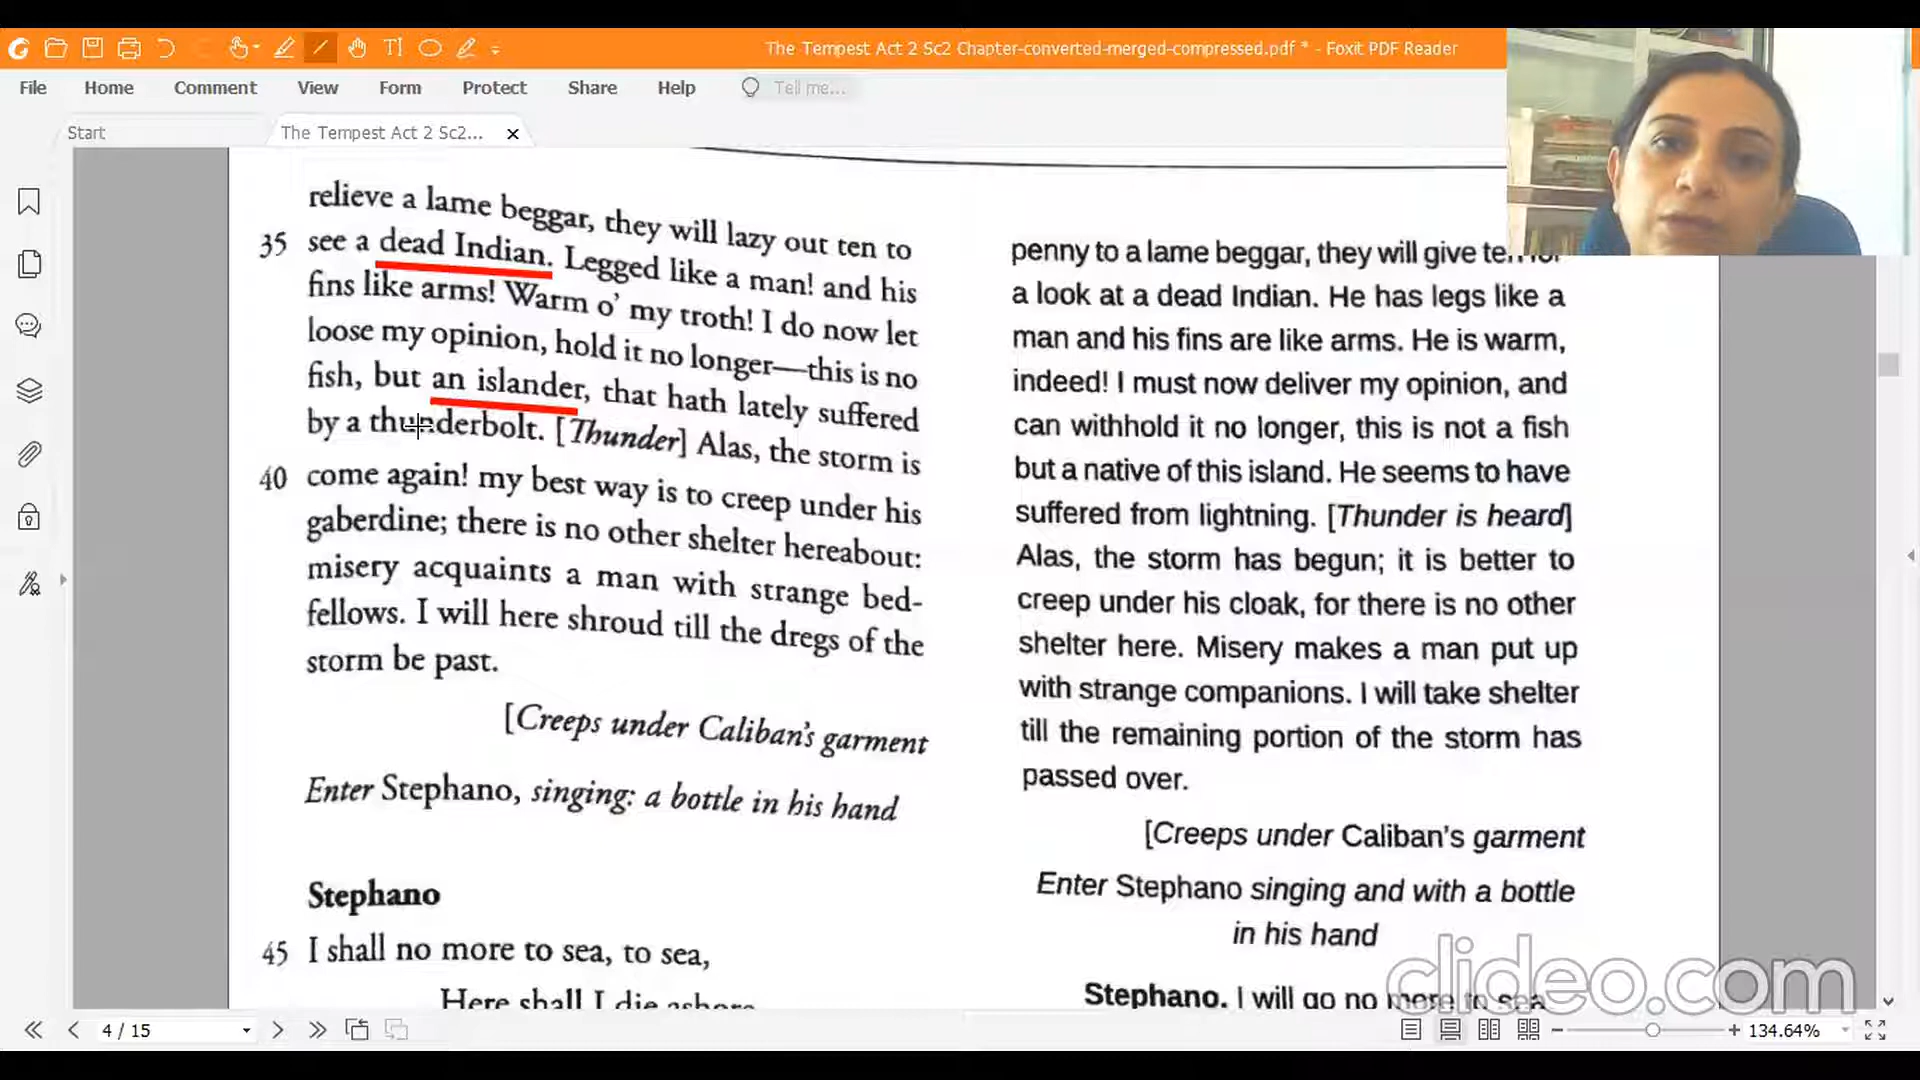 The Tempest Act 2 Sc2 Chapter-converted-merged-compressed.pdf * - Foxit PDF Reader
File Home Comment View Form Protect Share Help Tell me...
Start The Tempest Act 2 Sc2...
relieve a lame beggar, they will lazy out ten to
35 see a dead Indian. Legged like a man! and his
fins like arms! Warm o' my troth! I do now let
loose my opinion, hold it no longer—this is no
fish, but an islander, that hath lately suffered
by a thunderbolt. [Thunder] Alas, the storm is
40 come again! my best way is to creep under his
gaberdine; there is no other shelter hereabout:
misery acquaints a man with strange bed-
fellows. I will here shroud till the dregs of the
storm be past.
[Creeps under Caliban's garment
Enter Stephano, singing: a bottle in his hand
Stephano
45 I shall no more to sea, to sea,
Here shall I die ashore
penny to a lame beggar, they will give ten for
a look at a dead Indian. He has legs like a
man and his fins are like arms. He is warm,
indeed! I must now deliver my opinion, and
can withhold it no longer, this is not a fish
but a native of this island. He seems to have
suffered from lightning. [Thunder is heard]
Alas, the storm has begun; it is better to
creep under his cloak, for there is no other
shelter here. Misery makes a man put up
with strange companions. I will take shelter
till the remaining portion of the storm has
passed over.
[Creeps under Caliban's garment
Enter Stephano singing and with a bottle
in his hand
Stephano. I will go no more to sea
clideo.com
4 / 15
134.64%